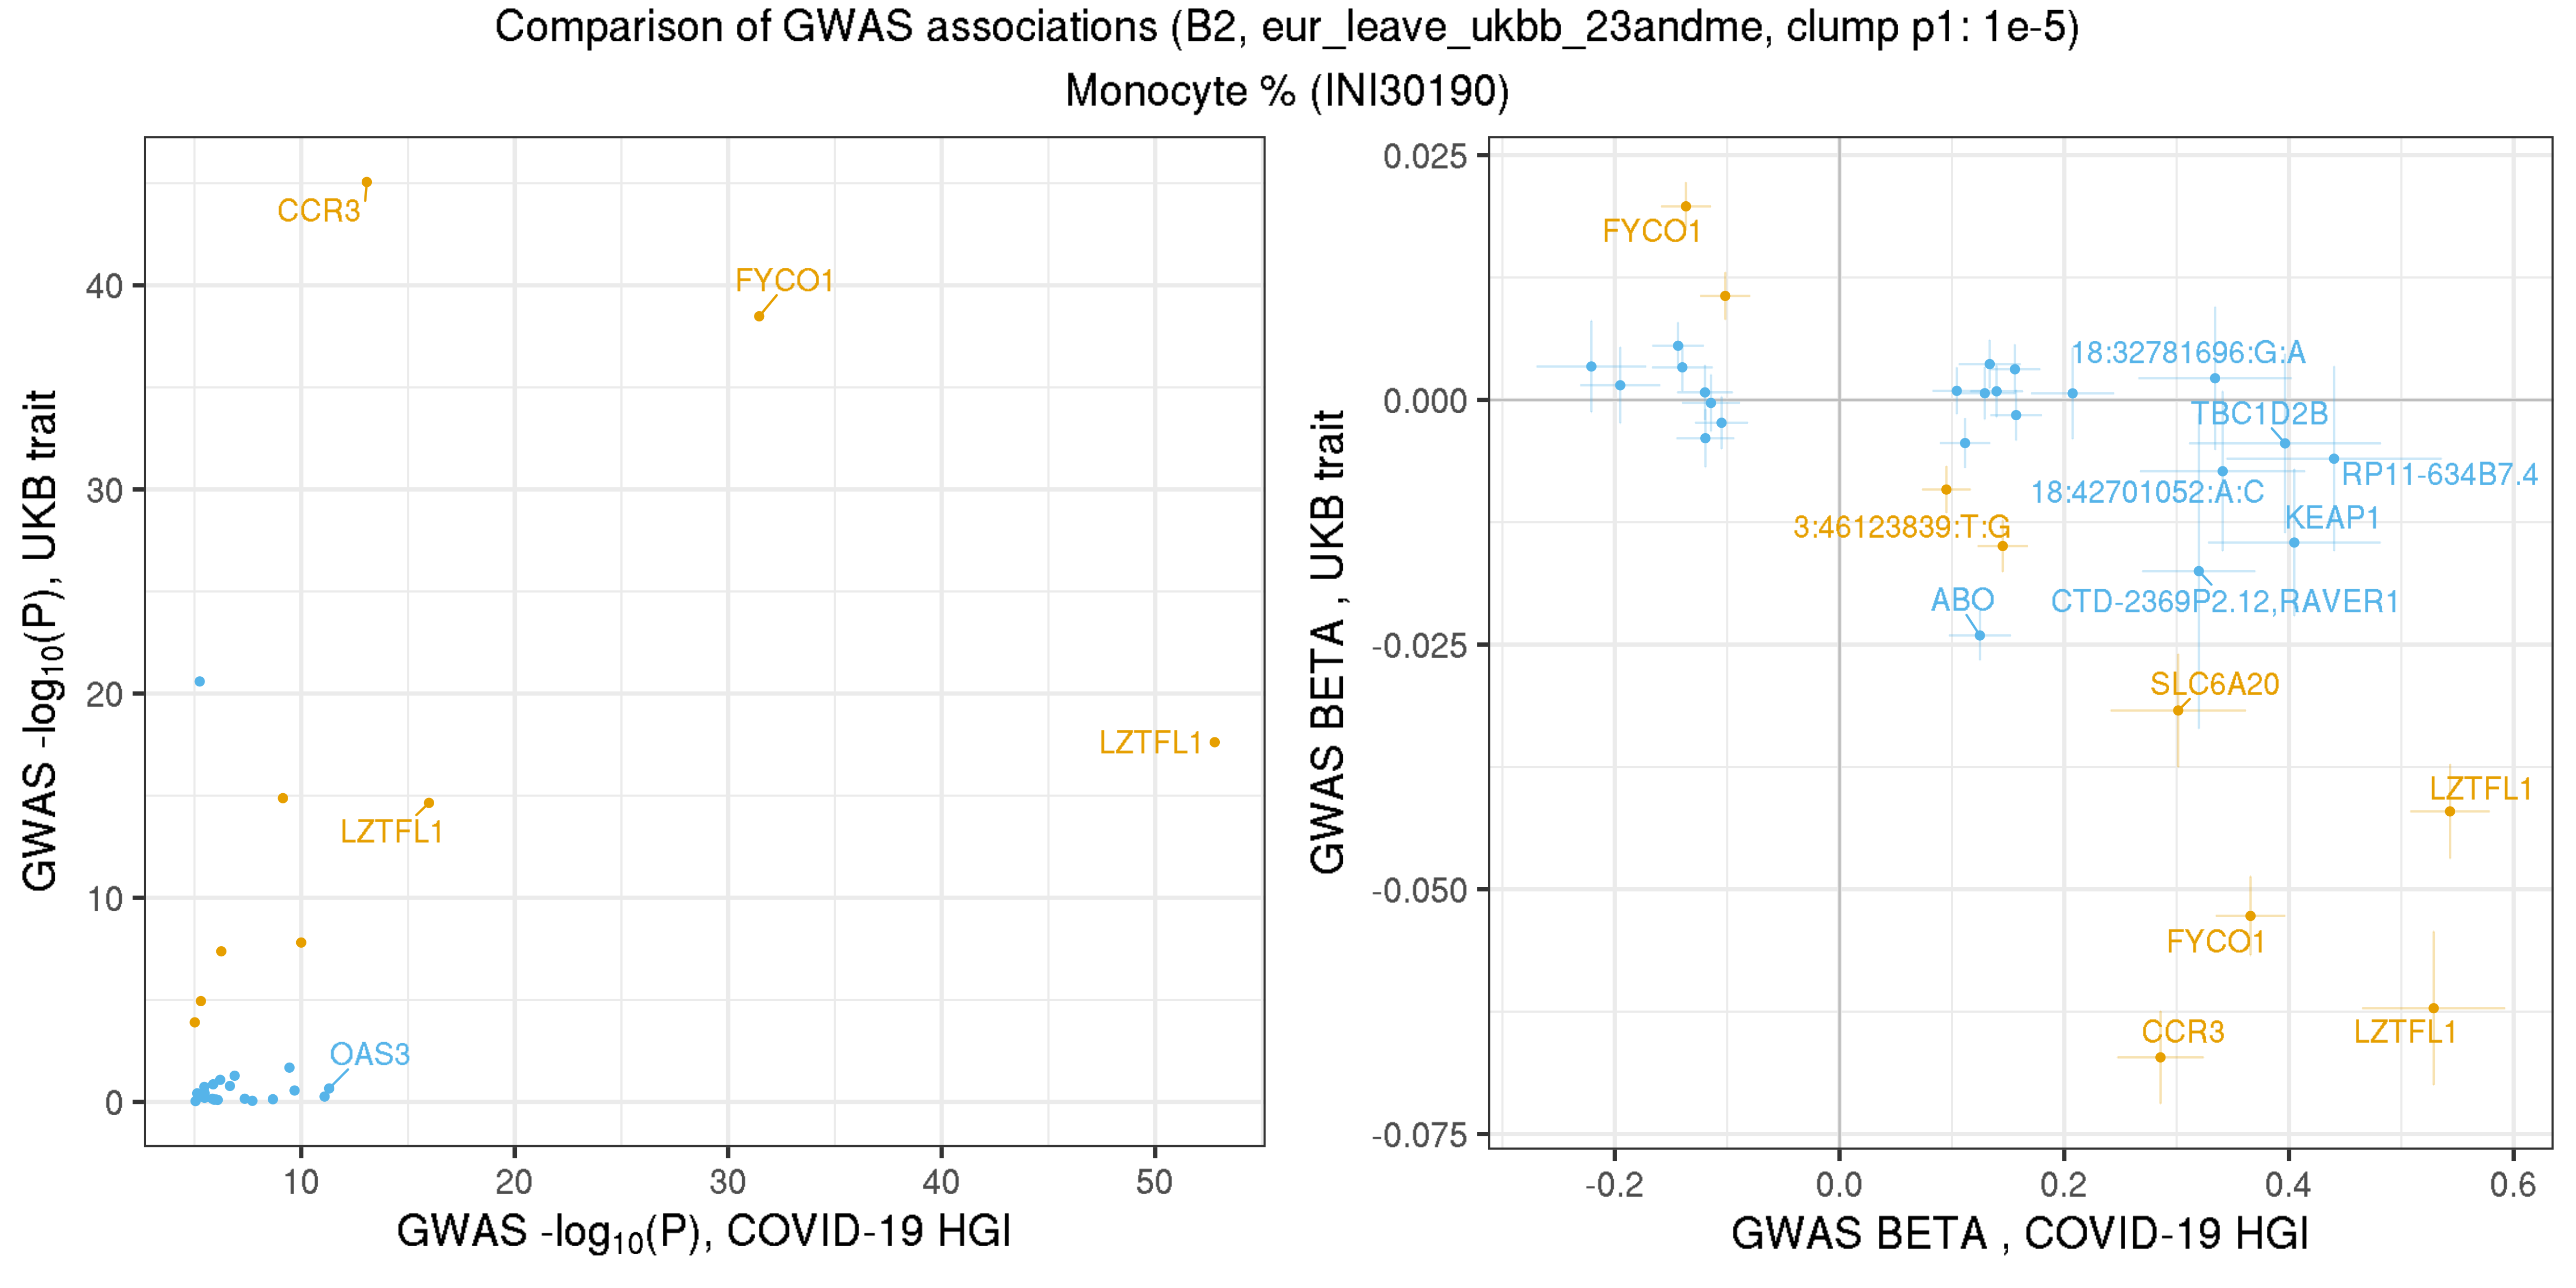 Comparison of GWAS associations (B2, eur_leave_ukbb_23andme, clump p1: 1e-5)
Monocyte % (INI30190)
GWAS -log10(P), UKB trait
40
30
20
10
0
CCR3
FYCO1
LZTFL1
LZTFL1
OAS3
10
20
30
40
50
GWAS -log10(P), COVID-19 HGI
GWAS BETA , UKB trait
0.025
0.000
-0.025
-0.050
-0.075
FYCO1
18:32781696:G:A
TBC1D2B
RP11-634B7.4
18:42701052:A:C
KEAP1
3:46123839:T:G
ABO
CTD-2369P2.12,RAVER1
SLC6A20
LZTFL1
FYCO1
CCR3
LZTFL1
-0.2
0.0
0.2
0.4
0.6
GWAS BETA , COVID-19 HGI